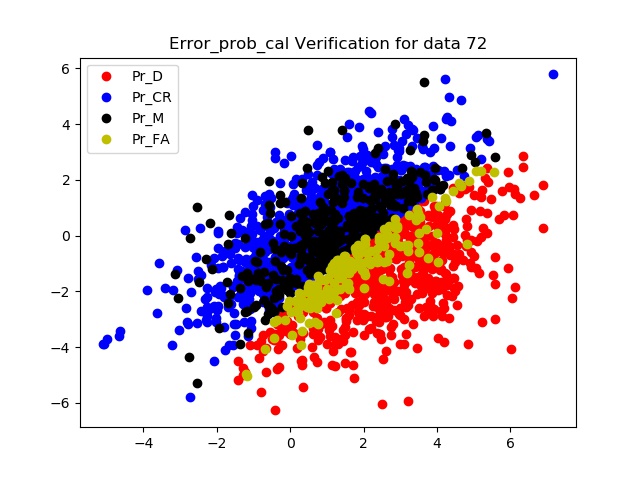 Error_prob_cal Verification for data 72
Pr_D
Pr_CR
Pr_M
Pr_FA
6
4
2
0
−2
−4
−6
−4 −2 0 2 4 6